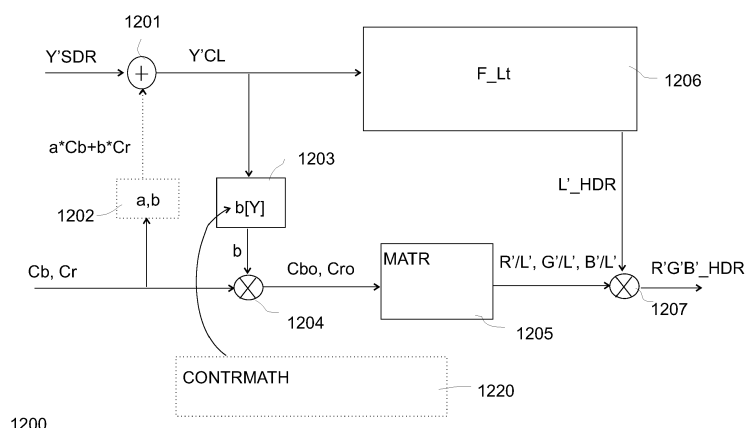 1201
Y'SDR
Y'CL
F_Lt
1206
a*Cb+b*Cr
1203
L'_HDR
1202
a,b
b[Y]
b
Cb, Cr
Cbo, Cro
MATR
R'/L', G'/L', B'/L'
R'G'B'_HDR
1204
1205
1207
CONTRMATH
1220
1200